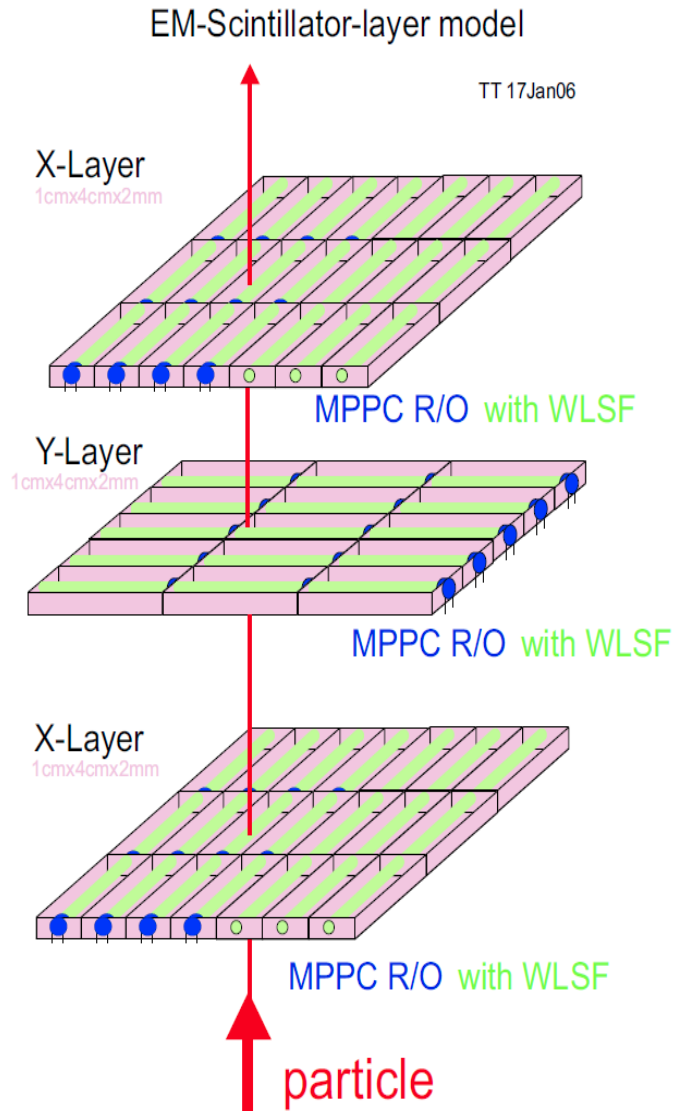 EM-Scintillator-layer model
TT 17Jan06
X-Layer
1cmx4cmx2mm
MPPC R/O with WLSF
Y-Layer
1cmx4cmx2mm
MPPC R/O with WLSF
X-Layer
1cmx4cmx2mm
MPPC R/O with WLSF
particle